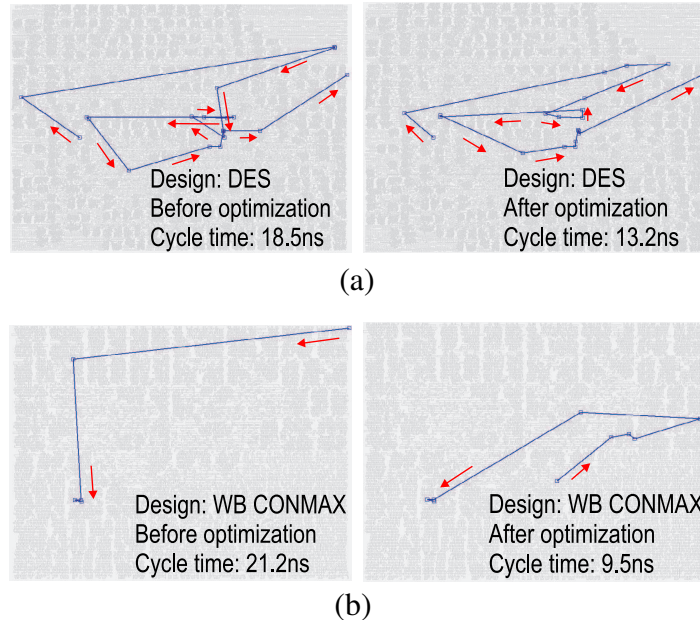 Design: DES
Before optimization
Cycle time: 18.5ns
Design: DES
After optimization
Cycle time: 13.2ns
(a)
Design: WB CONMAX
Before optimization
Cycle time: 21.2ns
Design: WB CONMAX
After optimization
Cycle time: 9.5ns
(b)